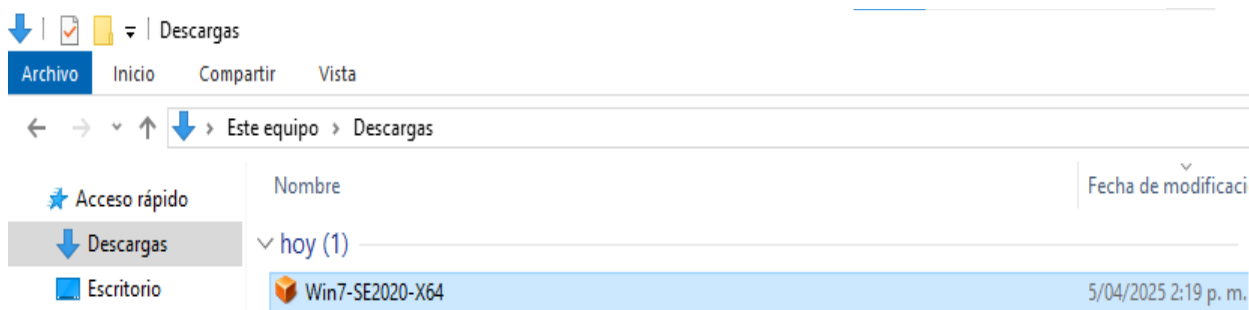 Descargas
Archivo Inicio Compartir Vista
Este equipo > Descargas
Nombre Fecha de modificaci
Acceso rápido
Descargas hoy (1)
Escritorio Win7-SE2020-X64 5/04/2025 2:19 p. m.